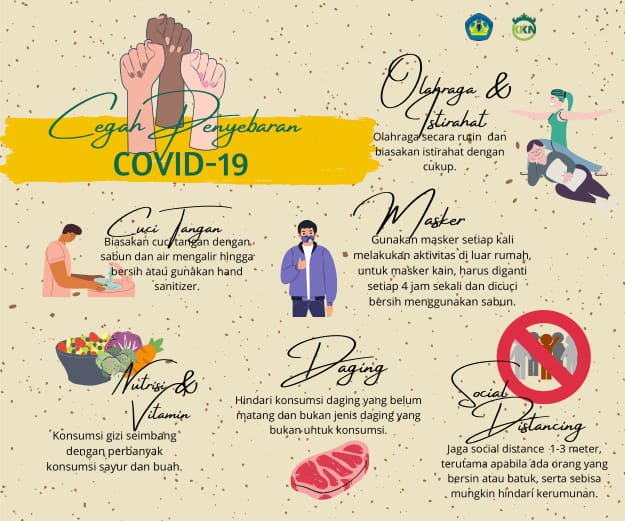 KKN
Cegah Penyebaran
COVID-19
Olahraga &
Istirahat
Olahraga secara rutin dan
biasakan istirahat dengan
cukup.
Cuci Tangan
Biasakan cuci tangan dengan
sabun dan air mengalir hingga
bersih atau gunakan hand
sanitizer.
Masker
Gunakan masker setiap kali
melakukan aktivitas di luar rumah,
untuk masker kain, harus diganti
setiap 4 jam sekali dan dicuci
bersih menggunakan sabun.
Nutrisi &
Vitamin
Konsumsi gizi seimbang
dengan perbanyak
konsumsi sayur dan buah.
Daging
Hindari konsumsi daging yang belum
matang dan bukan jenis daging yang
bukan untuk konsumsi.
Social
Distancing
Jaga social distance 1-3 meter,
terutama apabila ada orang yang
bersin atau batuk, serta sebisa
mungkin hindari kerumunan.